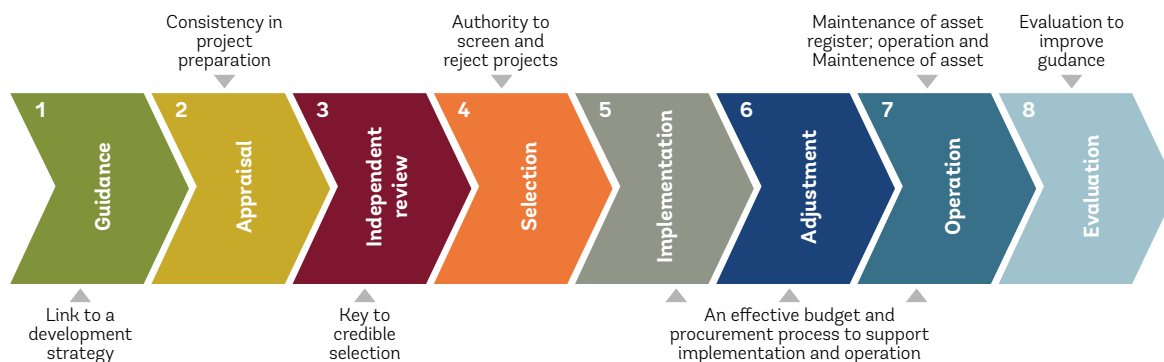 Consistency in
project
preparation
Authority to
screen and
reject projects
Maintenance of asset
register; operation and
Maintenence of asset
Evaluation to
improve
gudance
1
Guidance
2
Appraisal
3
Independent
review
4
Selection
5
Implementation
6
Adjustment
7
Operation
8
Evaluation
Link to a
development
strategy
Key to
credible
selection
An effective budget and
procurement process to support
implementation and operation